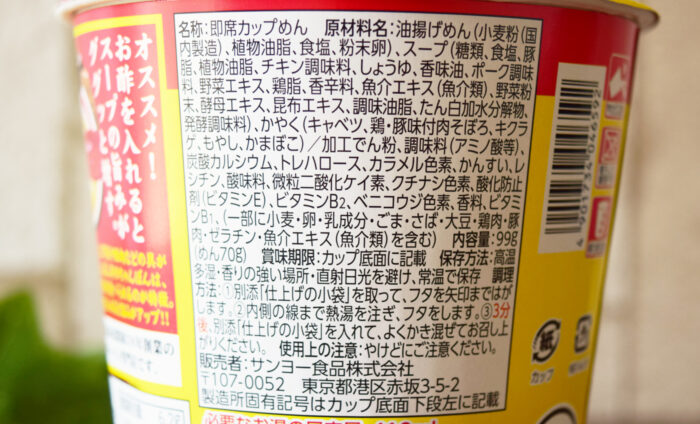 名称:即席カップめん 原材料名:油揚げめん(小麦粉(国
内製造)、植物油脂、食塩、粉末卵)、スープ(糖類、食塩、豚
脂、植物油脂、チキン調味料、しょうゆ、香味油、ポーク調味
料、野菜エキス、鶏脂、香辛料、魚介エキス(魚介類)、野菜粉
末、酵母エキス、昆布エキス、調味油脂、たん白加水分解物、
発酵調味料)、かやく(キャベツ、鶏・豚味付肉そぼろ、キクラ
ゲ、もやし、かまぼこ)/加工でん粉、調味料(アミノ酸等)、
炭酸カルシウム、トレハロース、カラメル色素、かんすい、レ
シチン、酸味料、微粒二酸化ケイ素、クチナシ色素、酸化防止
剤(ビタミンE)、ビタミンB2、ベニコウジ色素、香料、ビタミ
ンB1、(一部に小麦・卵・乳成分・ごま・さば・大豆・鶏肉・豚
肉・ゼラチン・魚介エキス(魚介類)を含む) 内容量:99g
(めん70g) 賞味期限:カップ底面に記載 保存方法:高温
多湿・香りの強い場所・直射日光を避け、常温で保存 調理
方法:①別添「仕上げの小袋」を取って、フタを矢印まではが
します。②内側の線まで熱湯を注ぎ、フタをします。③3分
後、別添「仕上げの小袋」を入れて、よくかき混ぜてお召し上
がりください。 使用上の注意:やけどにご注意ください。
販売者:サンヨー食品株式会社
〒107-0052 東京都港区赤坂3-5-2
製造所固有記号はカップ底面下段左に記載
オススメ!
お酢を入れると
スープの旨みが
グググッと増す
4901734046592
カップ